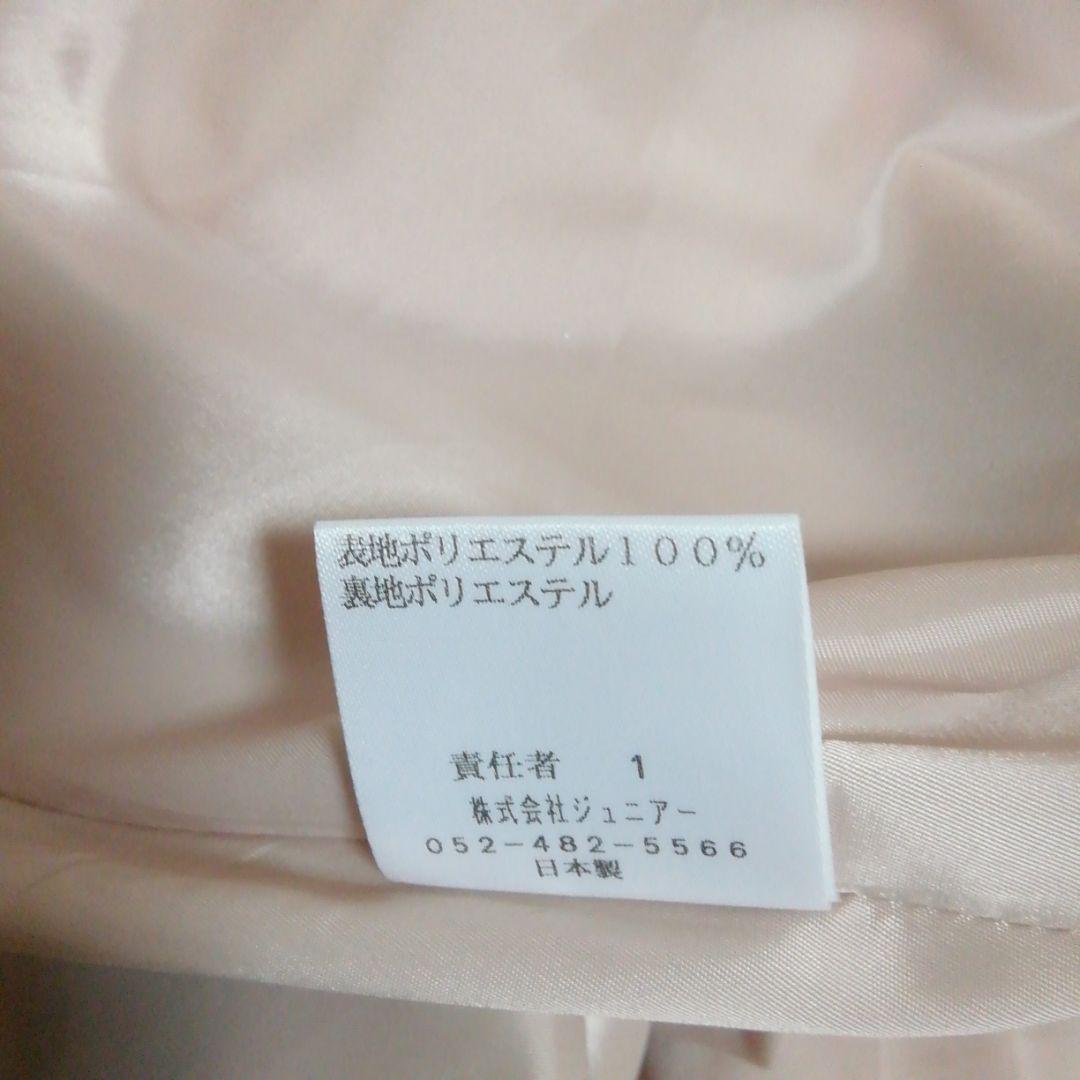 表地ポリエステル１００％
裏地ポリエステル
責任者　１
株式会社ジュニアー
０５２－４８２－５５６６
日本製